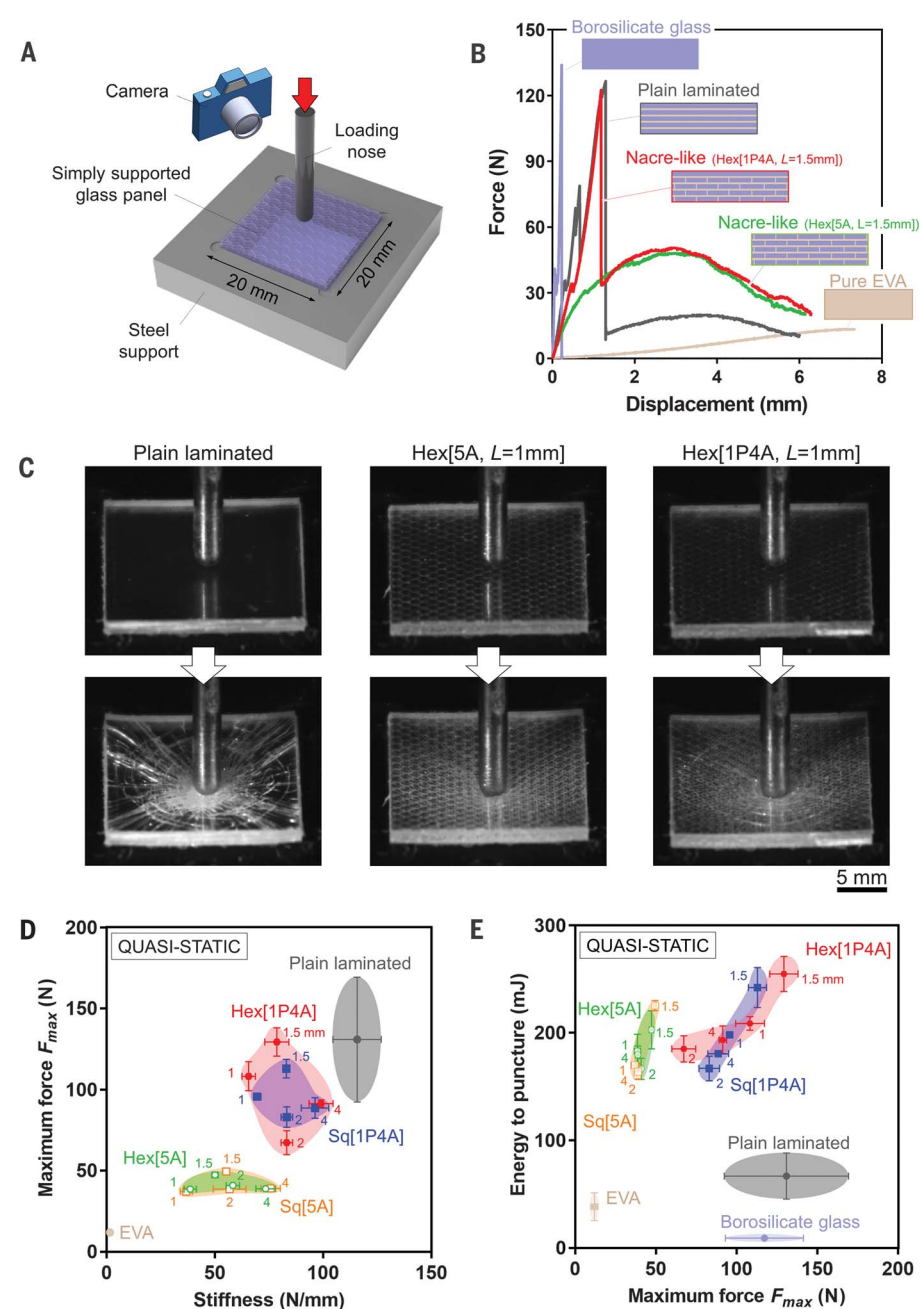 A
Camera
Loading
nose
Simply supported
glass panel
20 mm
20 mm
Steel
support
B
Force (N)
150
120
90
60
30
0
Borosilicate glass
Plain laminated
Nacre-like (Hex[1P4A, L=1.5mm])
Nacre-like (Hex[5A, L=1.5mm])
Pure EVA
0 2 4 6 8
Displacement (mm)
C
Plain laminated
Hex[5A, L=1mm]
Hex[1P4A, L=1mm]
5 mm
D
Maximum force Fmax (N)
200
150
100
50
0
QUASI-STATIC
Plain laminated
Hex[1P4A]
1.5 mm
1
1.5
1
2
2
4
4
Sq[1P4A]
Hex[5A]
1.5
1.5
2
4
1
1
2
4
Sq[5A]
EVA
0 50 100 150
Stiffness (N/mm)
E
Energy to puncture (mJ)
300
200
100
0
QUASI-STATIC
Hex[1P4A]
1.5
1.5 mm
Hex[5A]
1.5
1.5
1
4
4
1
1
1
4
2
2
4
2
2
Sq[1P4A]
Sq[5A]
Plain laminated
EVA
Borosilicate glass
0 50 100 150 200
Maximum force Fmax (N)